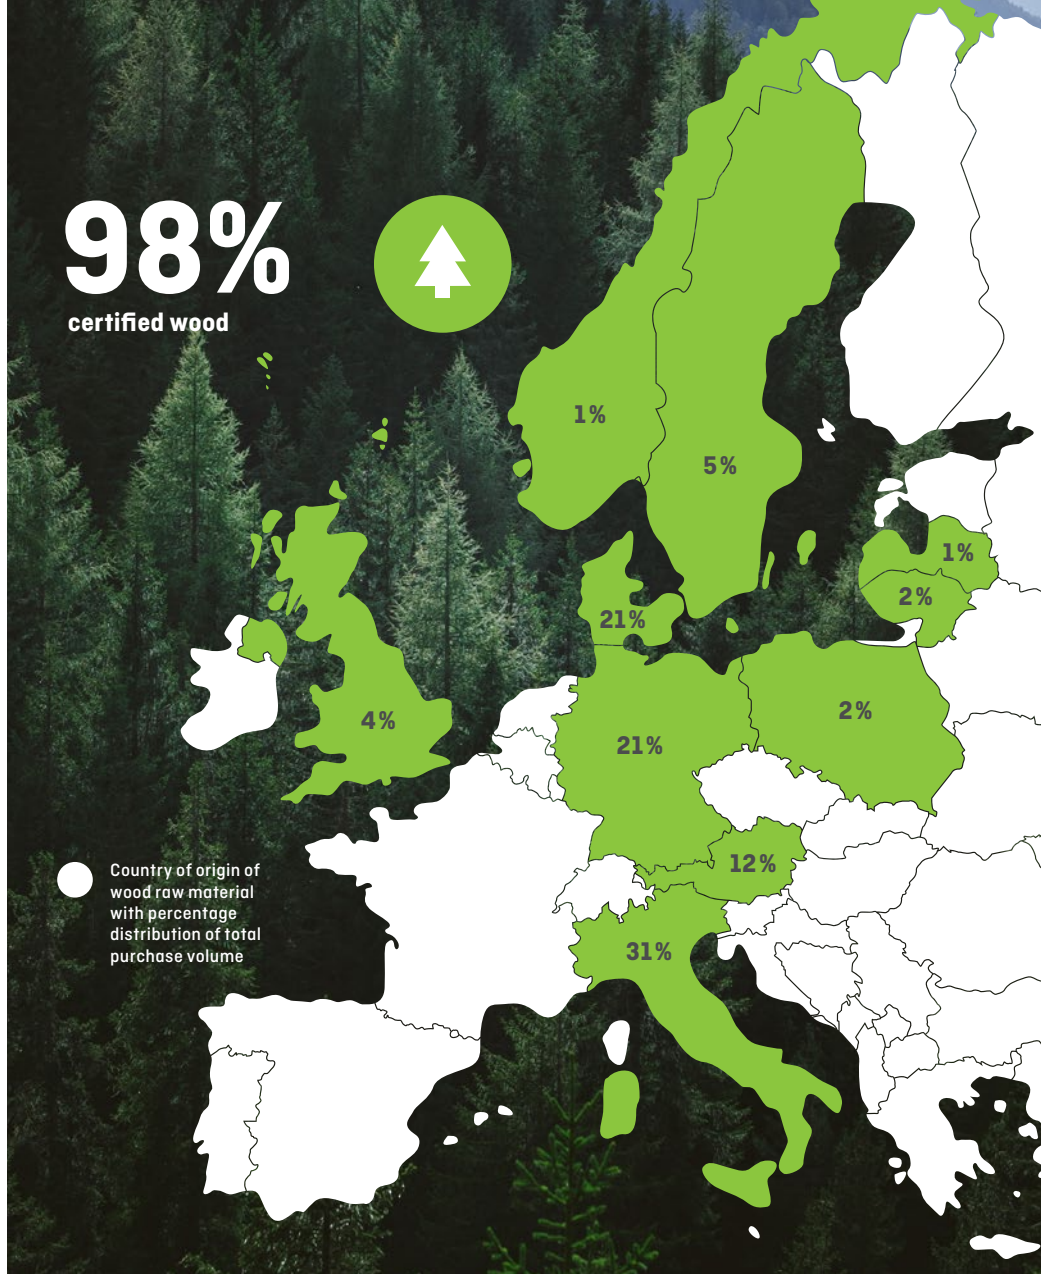 98%
certified wood
1%
5%
1%
2%
21%
4%
2%
21%
12%
31%
Country of origin of
wood raw material
with percentage
distribution of total
purchase volume